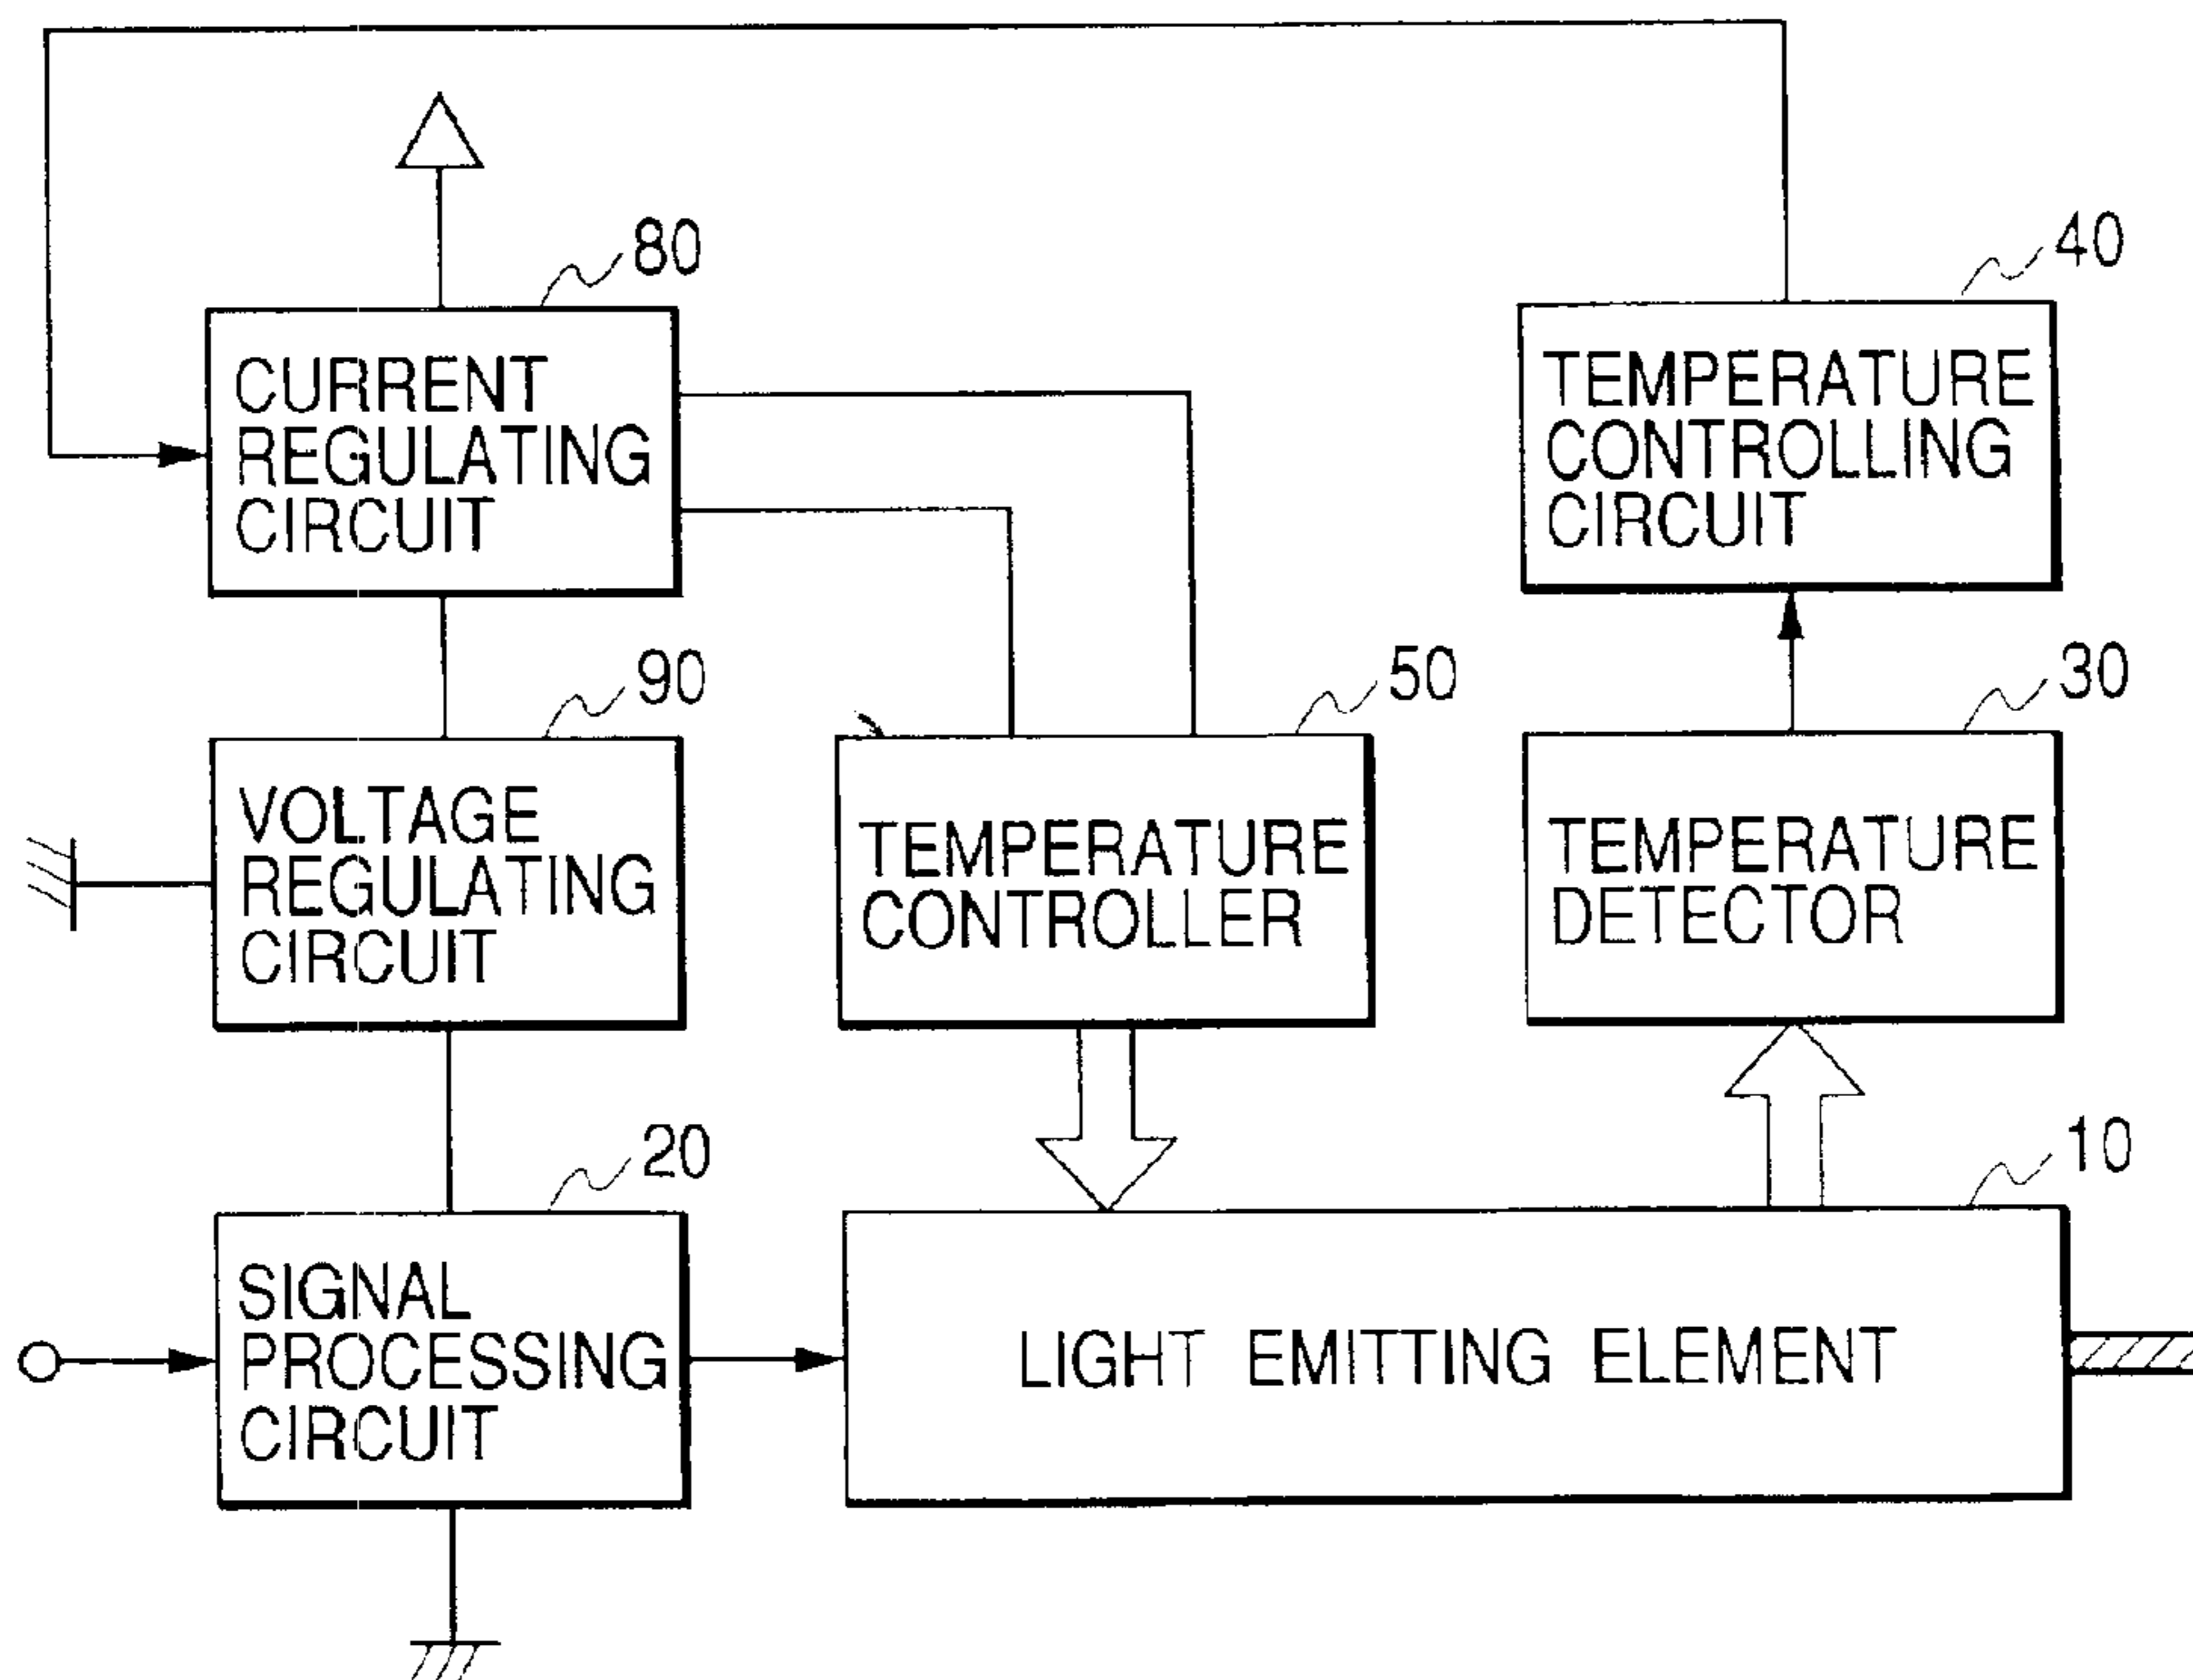 80
CURRENT
REGULATING
CIRCUIT
40
TEMPERATURE
CONTROLLING
CIRCUIT
90
VOLTAGE
REGULATING
CIRCUIT
50
TEMPERATURE
CONTROLLER
30
TEMPERATURE
DETECTOR
20
SIGNAL
PROCESSING
CIRCUIT
10
LIGHT EMITTING ELEMENT